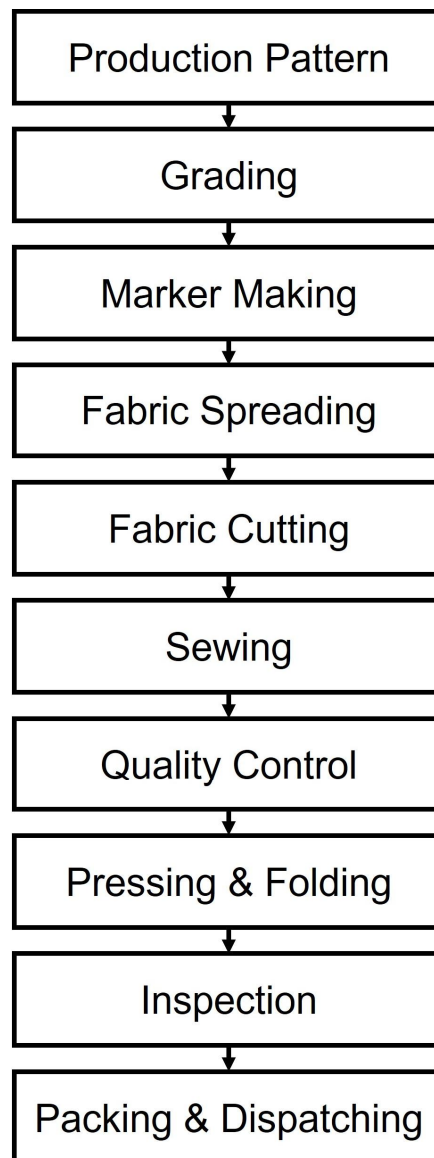 Production Pattern
Grading
Marker Making
Fabric Spreading
Fabric Cutting
Sewing
Quality Control
Pressing & Folding
Inspection
Packing & Dispatching